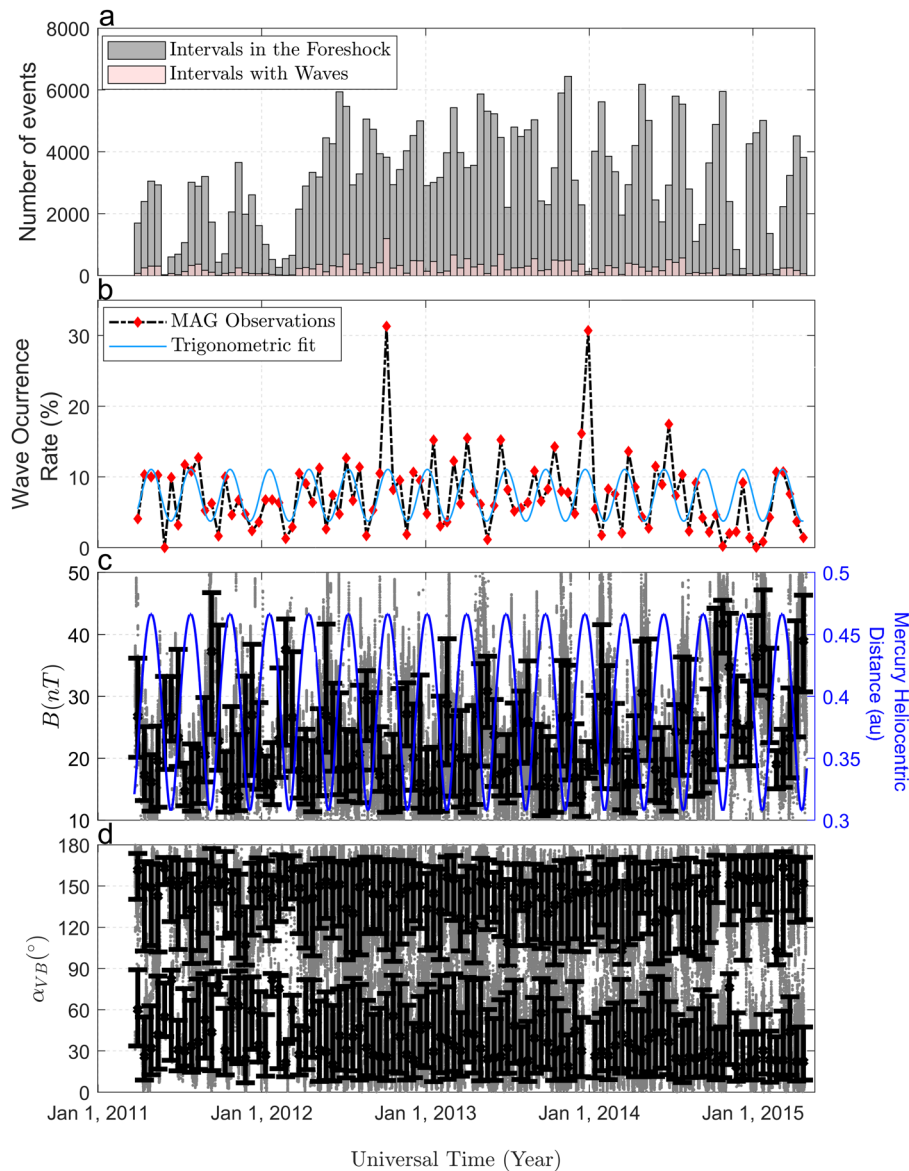 a
8000
6000
4000
2000
0
Number of events
Intervals in the Foreshock
Intervals with Waves
b
30
20
10
0
Wave Ocurrence
Rate (%)
MAG Observations
Trigonometric fit
c
50
40
30
20
10
B(nT)
0.5
0.45
0.4
0.35
0.3
Mercury Heliocentric
Distance (au)
d
180
150
120
90
60
30
0
α_VB(°)
Jan 1, 2011 Jan 1, 2012 Jan 1, 2013 Jan 1, 2014 Jan 1, 2015
Universal Time (Year)